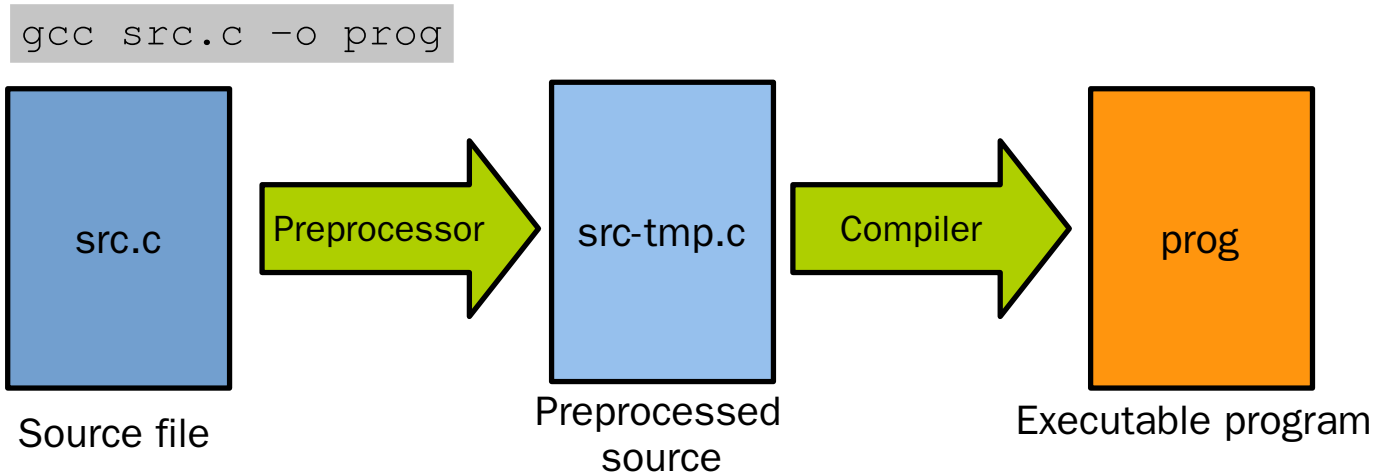 gcc src.c –o prog
src.c
Preprocessor
src-tmp.c
Compiler
prog
Source file
Preprocessed
source
Executable program